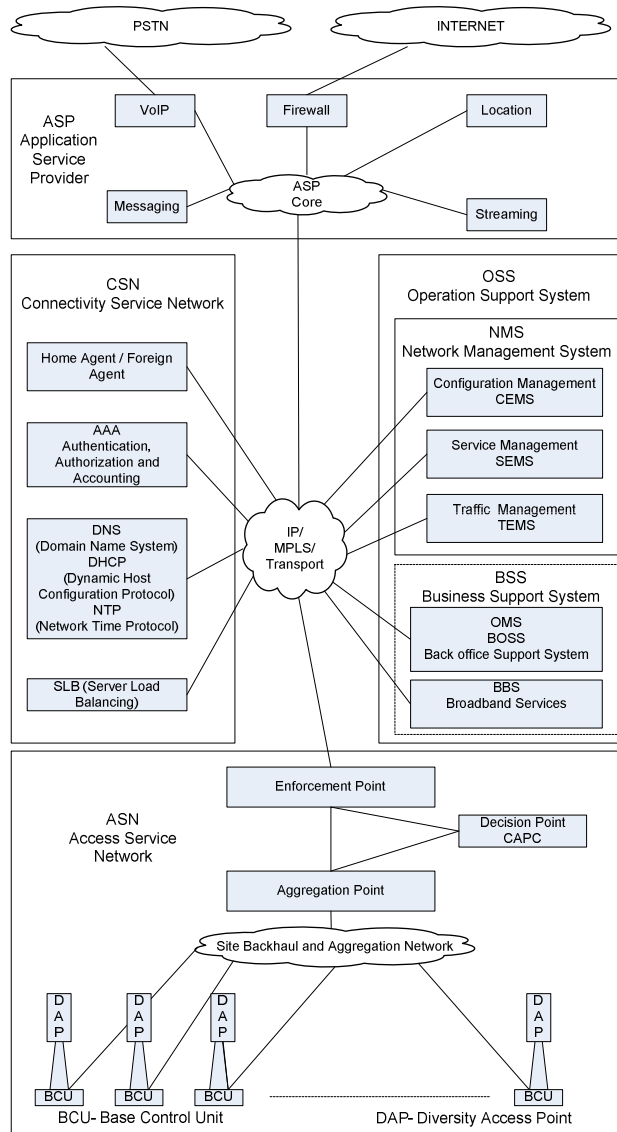 PSTN
INTERNET
ASP
Application
Service
Provider
VoIP
Firewall
Location
ASP
Core
Messaging
Streaming
CSN
Connectivity Service Network
Home Agent / Foreign
Agent
AAA
Authentication,
Authorization and
Accounting
DNS
(Domain Name System)
DHCP
(Dynamic Host
Configuration Protocol)
NTP
(Network Time Protocol)
SLB (Server Load
Balancing)
IP/
MPLS/
Transport
OSS
Operation Support System
NMS
Network Management System
Configuration Management
CEMS
Service Management
SEMS
Traffic Management
TEMS
BSS
Business Support System
OMS
BOSS
Back office Support System
BBS
Broadband Services
ASN
Access Service
Network
Enforcement Point
Decision Point
CAPC
Aggregation Point
Site Backhaul and Aggregation Network
D
A
P
D
A
P
D
A
P
D
A
P
BCU
BCU
BCU
BCU
BCU- Base Control Unit
DAP- Diversity Access Point